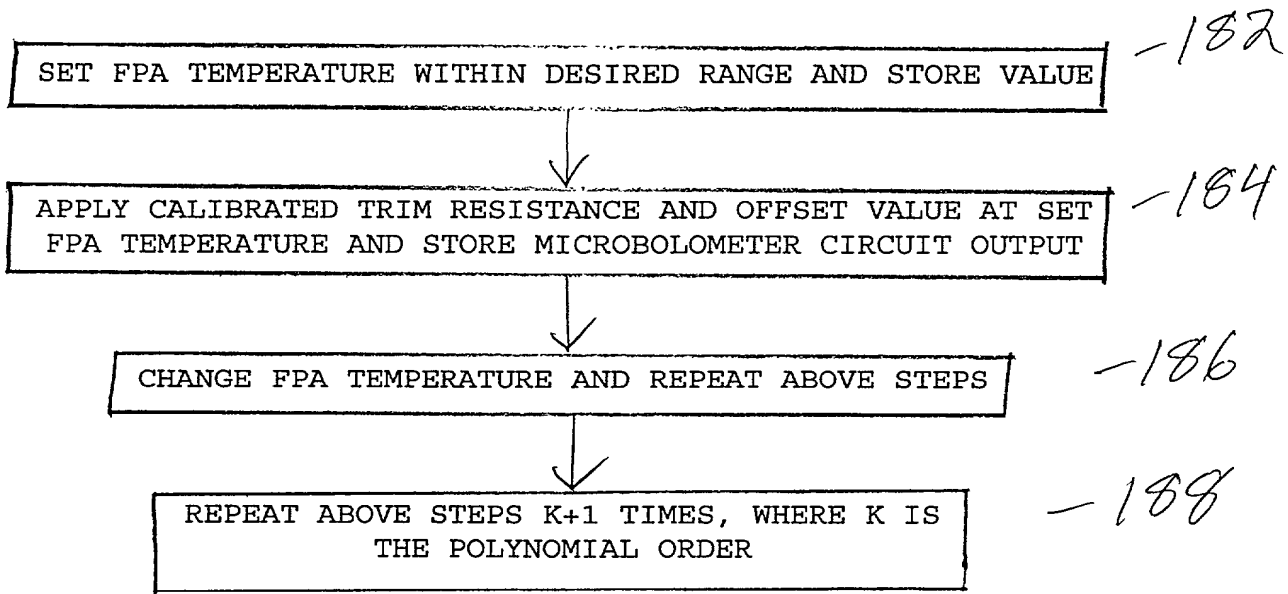 -182
SET FPA TEMPERATURE WITHIN DESIRED RANGE AND STORE VALUE
-184
APPLY CALIBRATED TRIM RESISTANCE AND OFFSET VALUE AT SET
FPA TEMPERATURE AND STORE MICROBOLOMETER CIRCUIT OUTPUT
-186
CHANGE FPA TEMPERATURE AND REPEAT ABOVE STEPS
-188
REPEAT ABOVE STEPS K+1 TIMES, WHERE K IS
THE POLYNOMIAL ORDER